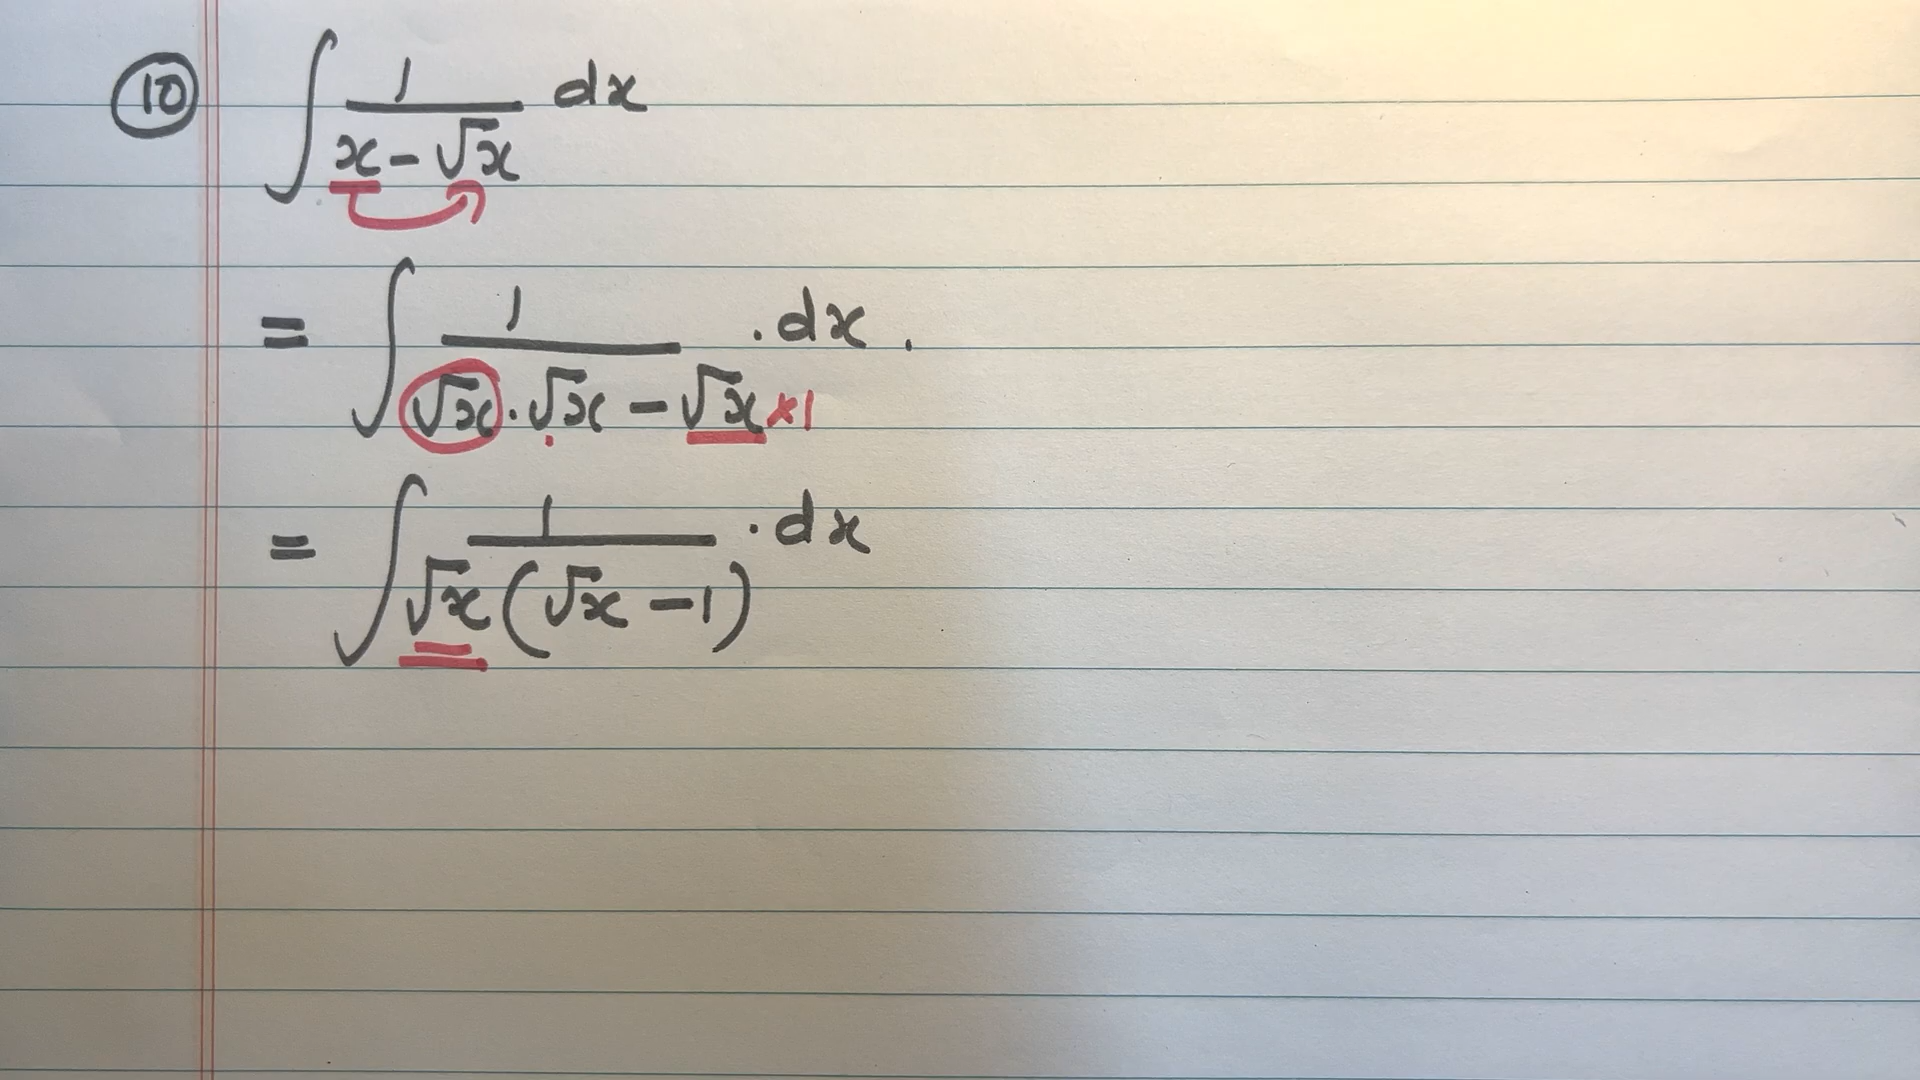 ⑩ ∫ 1/(x - √x) dx
= ∫ 1/(√x · √x - √x ×1) . dx .
= ∫ 1/(√x (√x - 1)) · dx